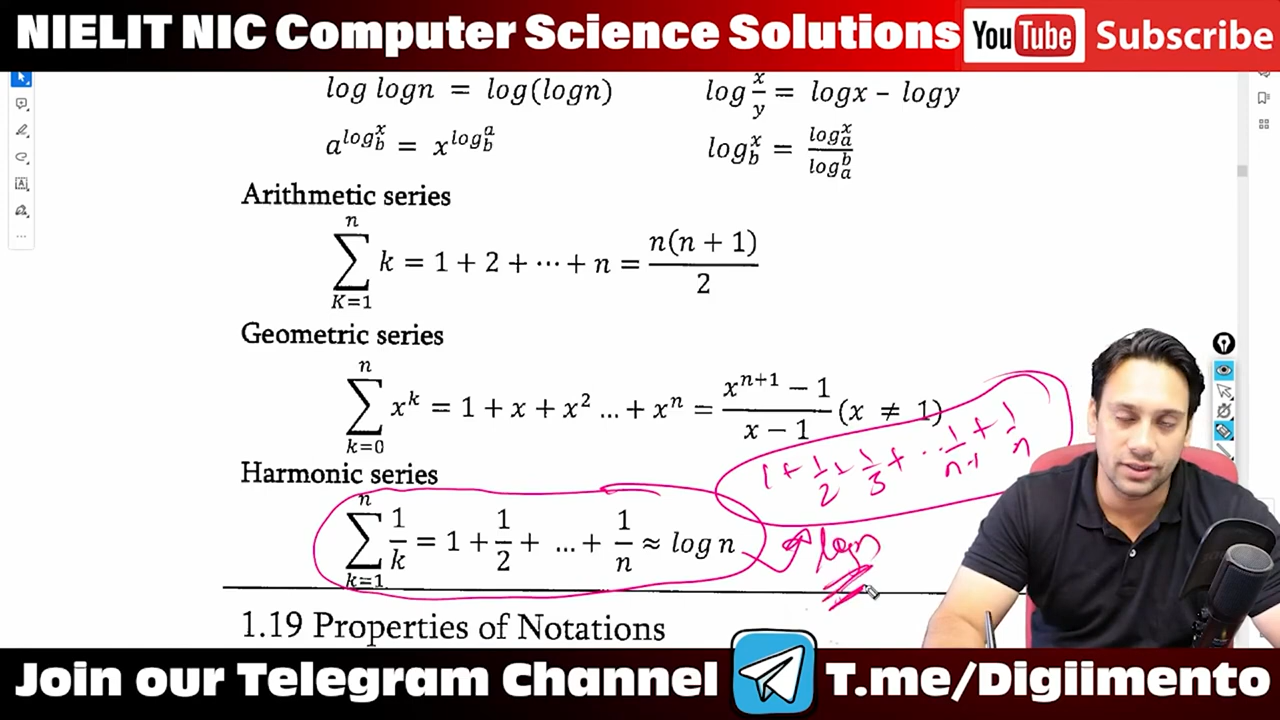 NIELIT NIC Computer Science Solutions YouTube Subscribe
log logn = log(logn) log x/y = logx – logy
a^(log_b^x) = x^(log_b^a) log_b^x = log_a^x / log_a^b
Arithmetic series
∑_{K=1}^{n} k = 1 + 2 + ⋯ + n = n(n + 1)/2
Geometric series
∑_{k=0}^{n} x^k = 1 + x + x^2 … + x^n = (x^{n+1} − 1)/(x − 1) (x ≠ 1)
1 + 1/2 + 1/3 + .. 1/n-1 + 1/n
Harmonic series
∑_{k=1}^{n} 1/k = 1 + 1/2 + … + 1/n ≈ log n
logn
1.19 Properties of Notations
Join our Telegram Channel T.me/Digiimento